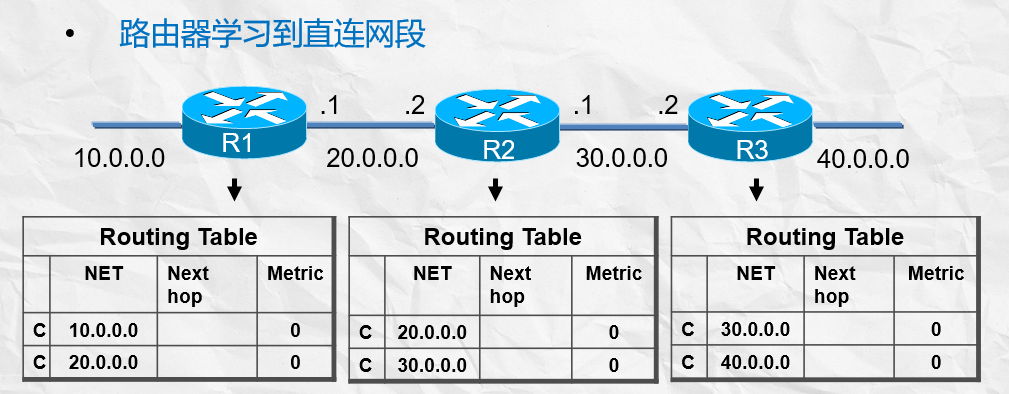 • 路由器学习到直连网段
.1 .2 .1 .2
R1 R2 R3
10.0.0.0 20.0.0.0 30.0.0.0 40.0.0.0
Routing Table
NET Next hop Metric
C 10.0.0.0 0
C 20.0.0.0 0
Routing Table
NET Next hop Metric
C 20.0.0.0 0
C 30.0.0.0 0
Routing Table
NET Next hop Metric
C 30.0.0.0 0
C 40.0.0.0 0